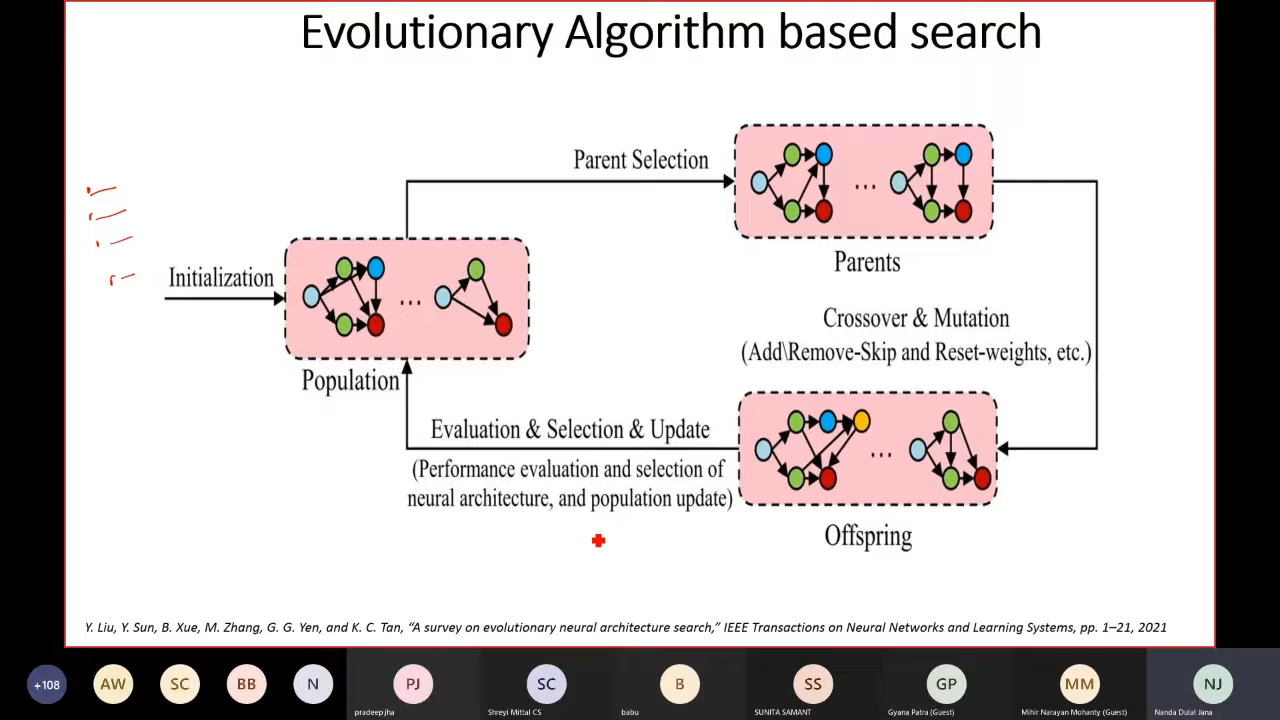 Evolutionary Algorithm based search
Parent Selection
Initialization
Parents
Crossover & Mutation
(Add\Remove-Skip and Reset-weights, etc.)
Population
Evaluation & Selection & Update
(Performance evaluation and selection of
neural architecture, and population update)
Offspring
Y. Liu, Y. Sun, B. Xue, M. Zhang, G. G. Yen, and K. C. Tan, “A survey on evolutionary neural architecture search,” IEEE Transactions on Neural Networks and Learning Systems, pp. 1–21, 2021
+108 AW SC BB N PJ SC B SS GP MM NJ
pradeep jha Shreyi Mittal CS babu SUNITA SAMANT Gyana Patra (Guest) Mihir Narayan Mohanty (Guest) Nanda Dulal Jana